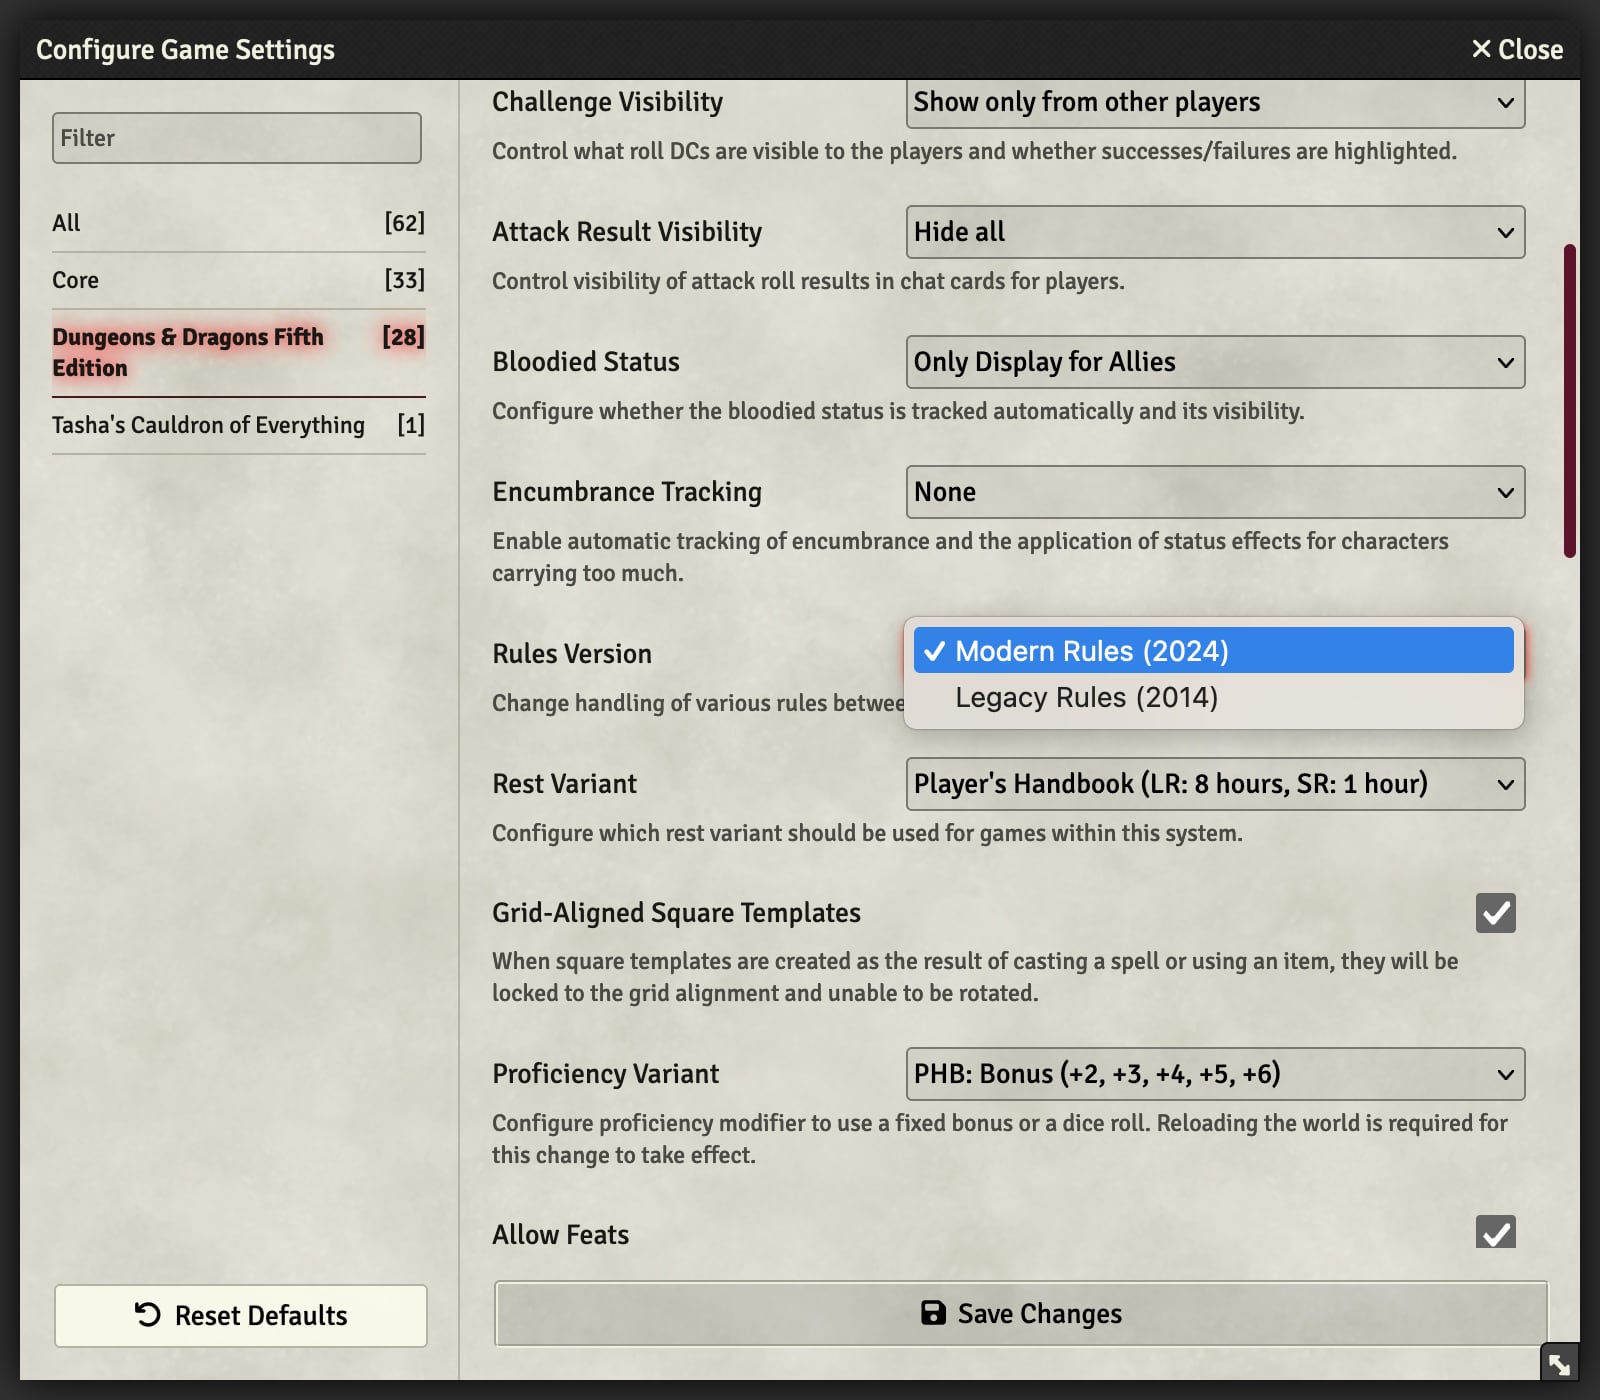 Configure Game Settings
Close
Filter
All [62]
Core [33]
Dungeons & Dragons Fifth [28]
Edition
Tasha's Cauldron of Everything [1]
Reset Defaults
Challenge Visibility Show only from other players
Control what roll DCs are visible to the players and whether successes/failures are highlighted.
Attack Result Visibility Hide all
Control visibility of attack roll results in chat cards for players.
Bloodied Status Only Display for Allies
Configure whether the bloodied status is tracked automatically and its visibility.
Encumbrance Tracking None
Enable automatic tracking of encumbrance and the application of status effects for characters
carrying too much.
Rules Version Modern Rules (2024)
Legacy Rules (2014)
Change handling of various rules
Rest Variant Player's Handbook (LR: 8 hours, SR: 1 hour)
Configure which rest variant should be used for games within this system.
Grid-Aligned Square Templates
When square templates are created as the result of casting a spell or using an item, they will be
locked to the grid alignment and unable to be rotated.
Proficiency Variant PHB: Bonus (+2, +3, +4, +5, +6)
Configure proficiency modifier to use a fixed bonus or a dice roll. Reloading the world is required for
this change to take effect.
Allow Feats
Save Changes